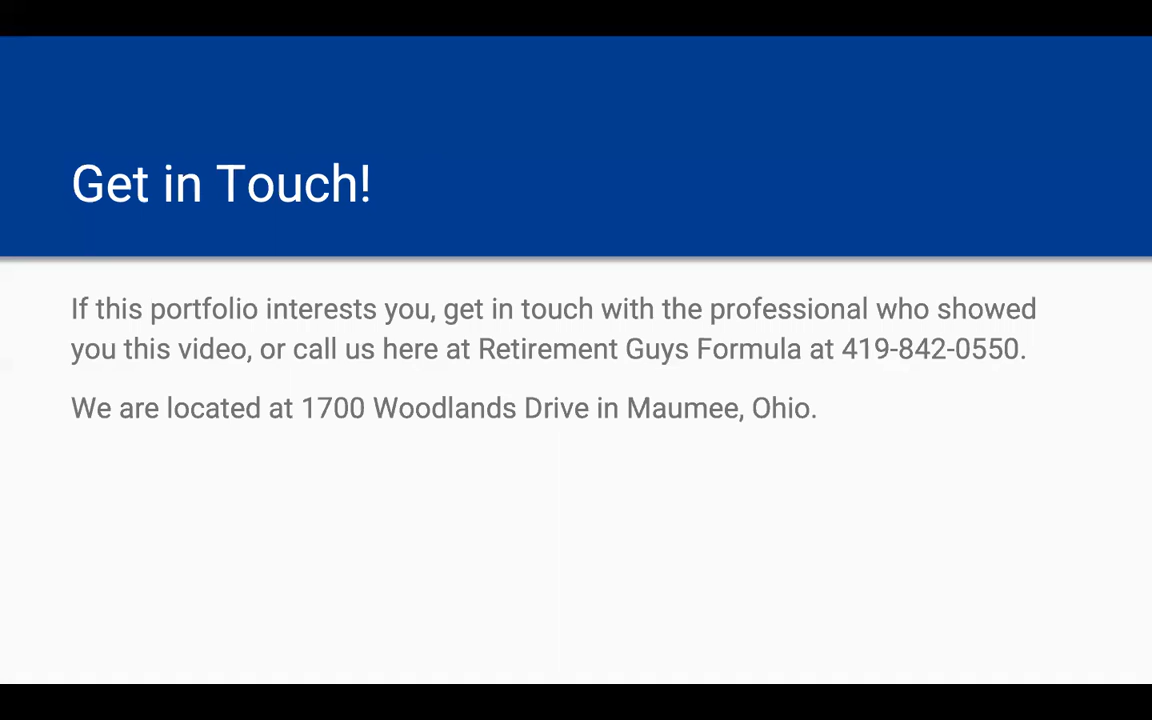 Get in Touch!
If this portfolio interests you, get in touch with the professional who showed
you this video, or call us here at Retirement Guys Formula at 419-842-0550.
We are located at 1700 Woodlands Drive in Maumee, Ohio.